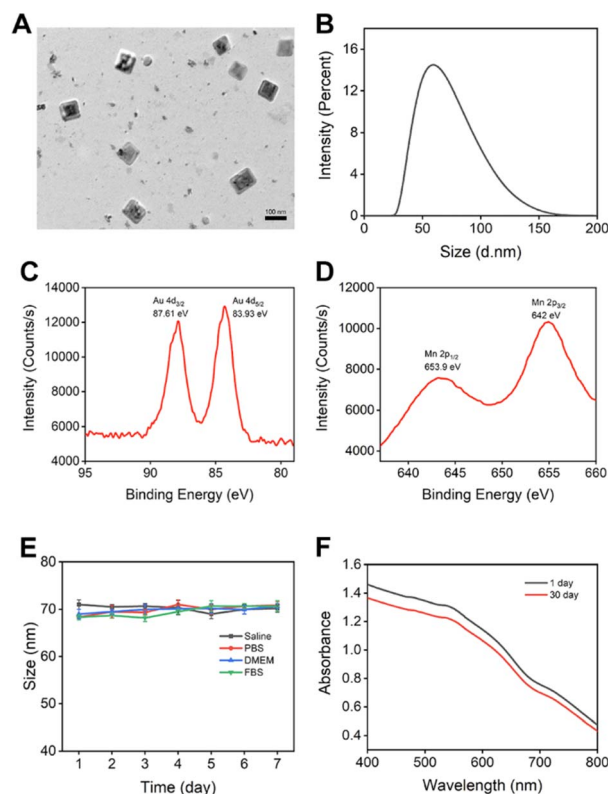 A
100 nm
B
Intensity (Percent)
16
12
8
4
0
0 50 100 150 200
Size (d.nm)
C
Intensity (Counts/s)
14000
12000
10000
8000
6000
4000
Au 4d3/2
87.61 eV
Au 4d5/2
83.93 eV
95 90 85 80
Binding Energy (eV)
D
Intensity (Counts/s)
12000
10000
8000
6000
4000
Mn 2p3/2
642 eV
Mn 2p1/2
653.9 eV
640 645 650 655 660
Binding Energy (eV)
E
Size (nm)
80
70
60
50
40
Saline
PBS
DMEM
FBS
1 2 3 4 5 6 7
Time (day)
F
Absorbance
1.6
1.4
1.2
1.0
0.8
0.6
0.4
1 day
30 day
400 500 600 700 800
Wavelength (nm)